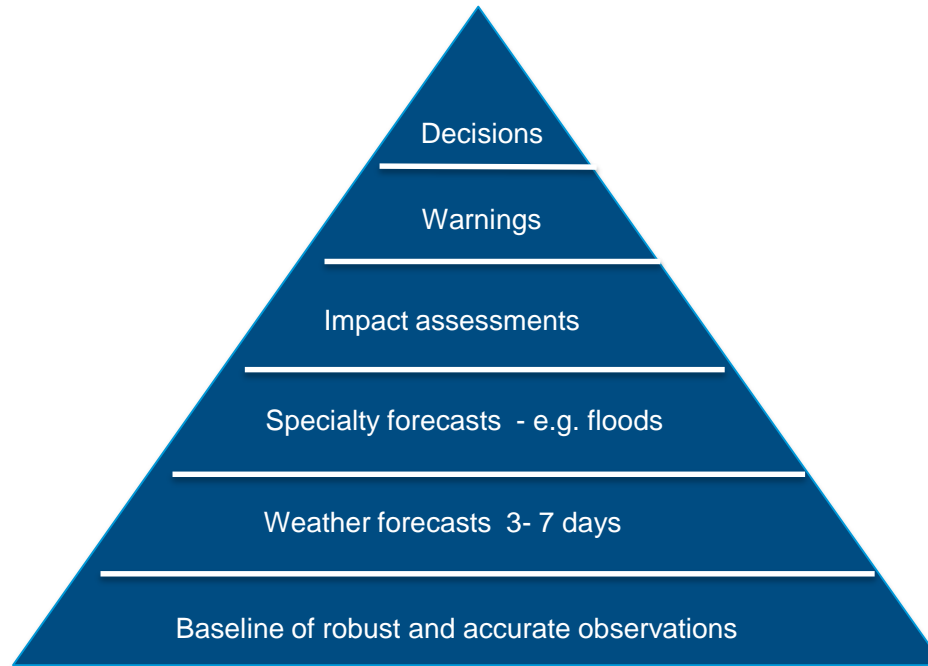 Decisions
Warnings
Impact assessments
Specialty forecasts - e.g. floods
Weather forecasts 3- 7 days
Baseline of robust and accurate observations